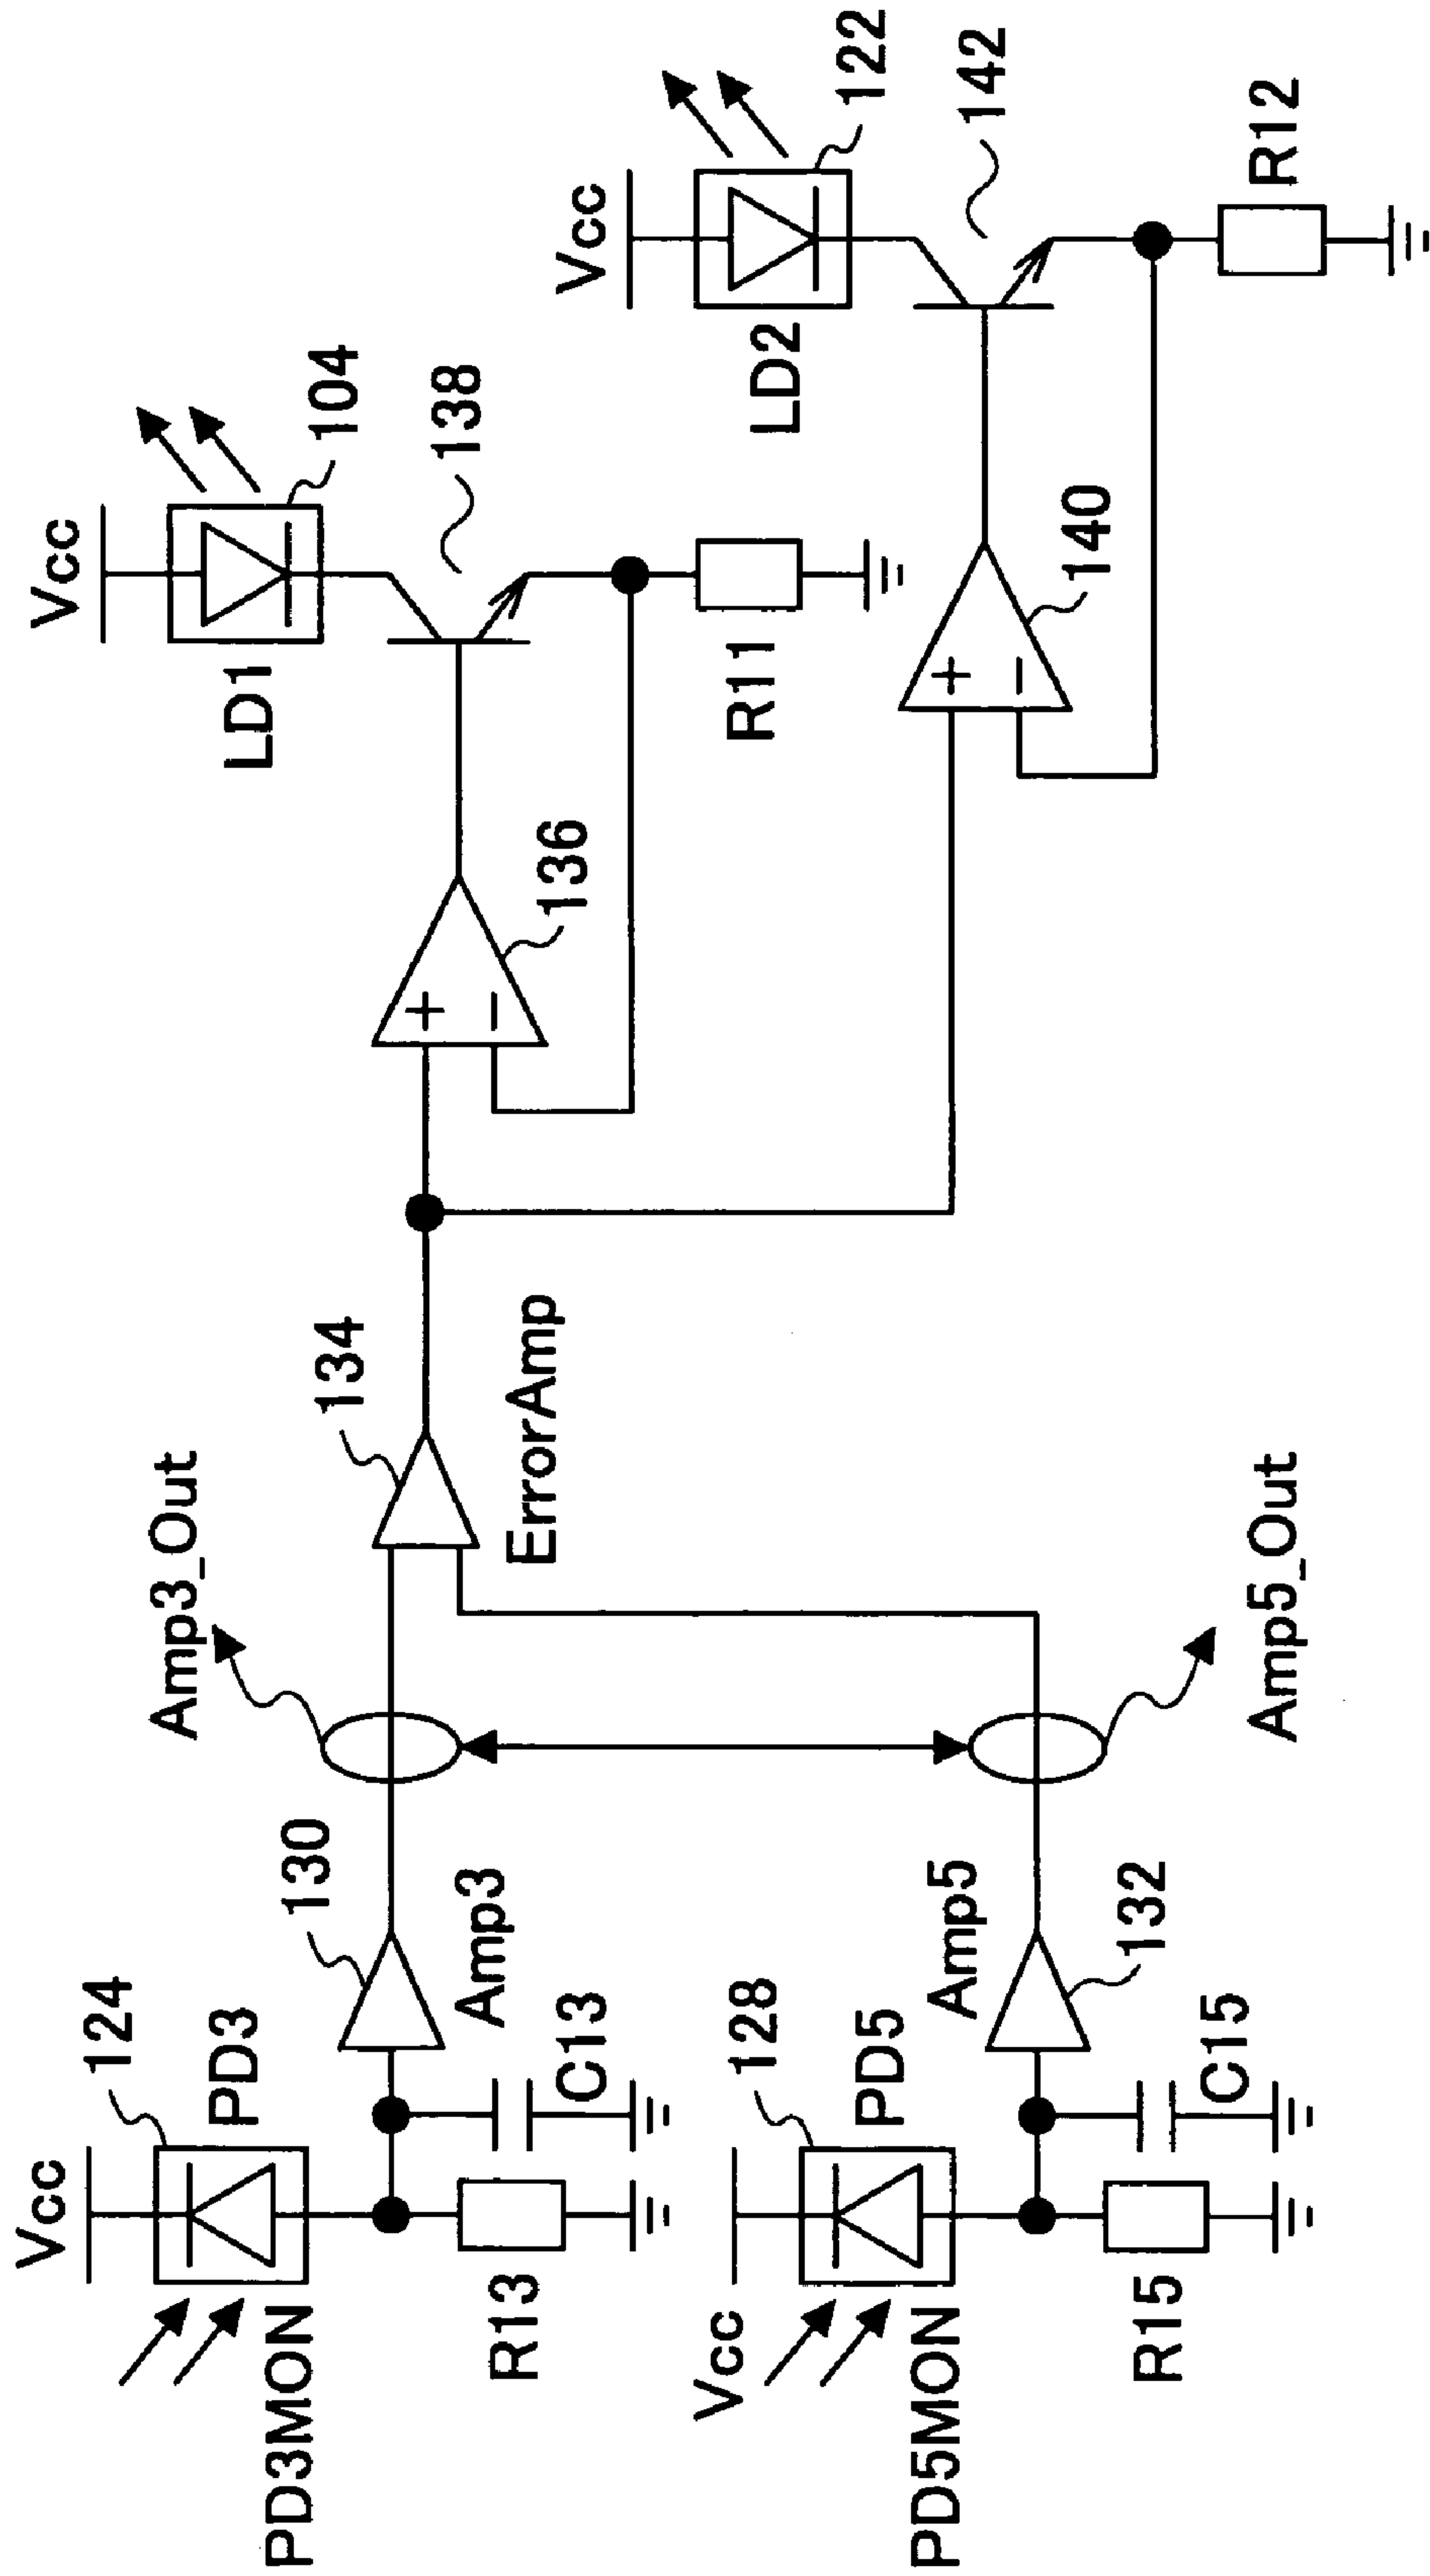 Vcc
124
PD3
PD3MON
R13
C13
130
Amp3
Amp3_Out
134
ErrorAmp
Vcc
128
PD5
PD5MON
R15
C15
Amp5
132
Amp5_Out
136
+
−
Vcc
LD1
104
138
R11
140
+
−
Vcc
LD2
122
142
R12